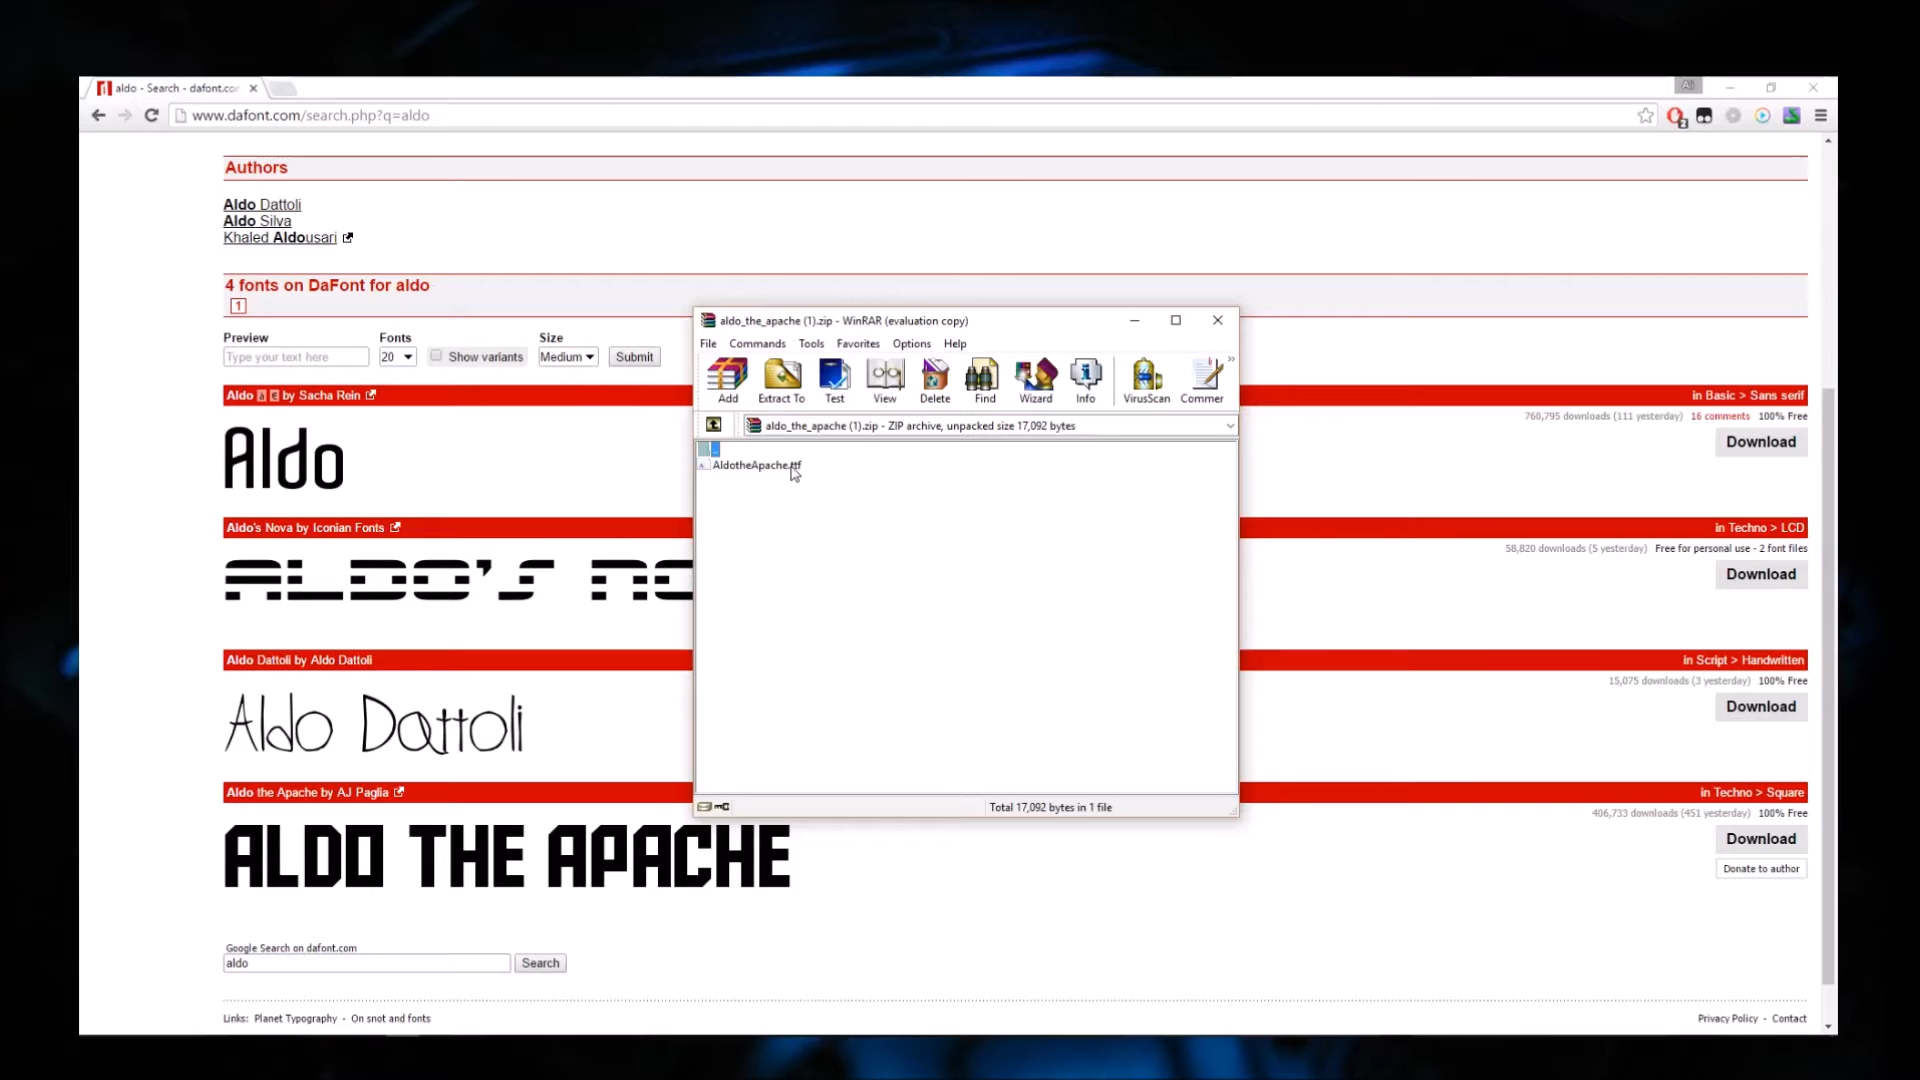 aldo - Search - dafont.co
www.dafont.com/search.php?q=aldo
Authors
Aldo Dattoli
Aldo Silva
Khaled Aldousari
4 fonts on DaFont for aldo
1
Preview
Fonts
Size
Type your text here
20
Show variants
Medium
Submit
Aldo à € by Sacha Rein
in Basic > Sans serif
760,795 downloads (111 yesterday) 16 comments 100% Free
Download
Aldo
Aldo's Nova by Iconian Fonts
in Techno > LCD
58,820 downloads (5 yesterday) Free for personal use - 2 font files
Download
ALDO'S NO
Aldo Dattoli by Aldo Dattoli
in Script > Handwritten
15,075 downloads (3 yesterday) 100% Free
Download
Aldo Dattoli
Aldo the Apache by AJ Paglia
in Techno > Square
406,733 downloads (451 yesterday) 100% Free
Download
Donate to author
ALDO THE APACHE
Google Search on dafont.com
aldo
Search
Links: Planet Typography - On snot and fonts
Privacy Policy - Contact
aldo_the_apache (1).zip - WinRAR (evaluation copy)
File Commands Tools Favorites Options Help
Add Extract To Test View Delete Find Wizard Info VirusScan Commer
aldo_the_apache (1).zip - ZIP archive, unpacked size 17,092 bytes
AldotheApache.ttf
Total 17,092 bytes in 1 file